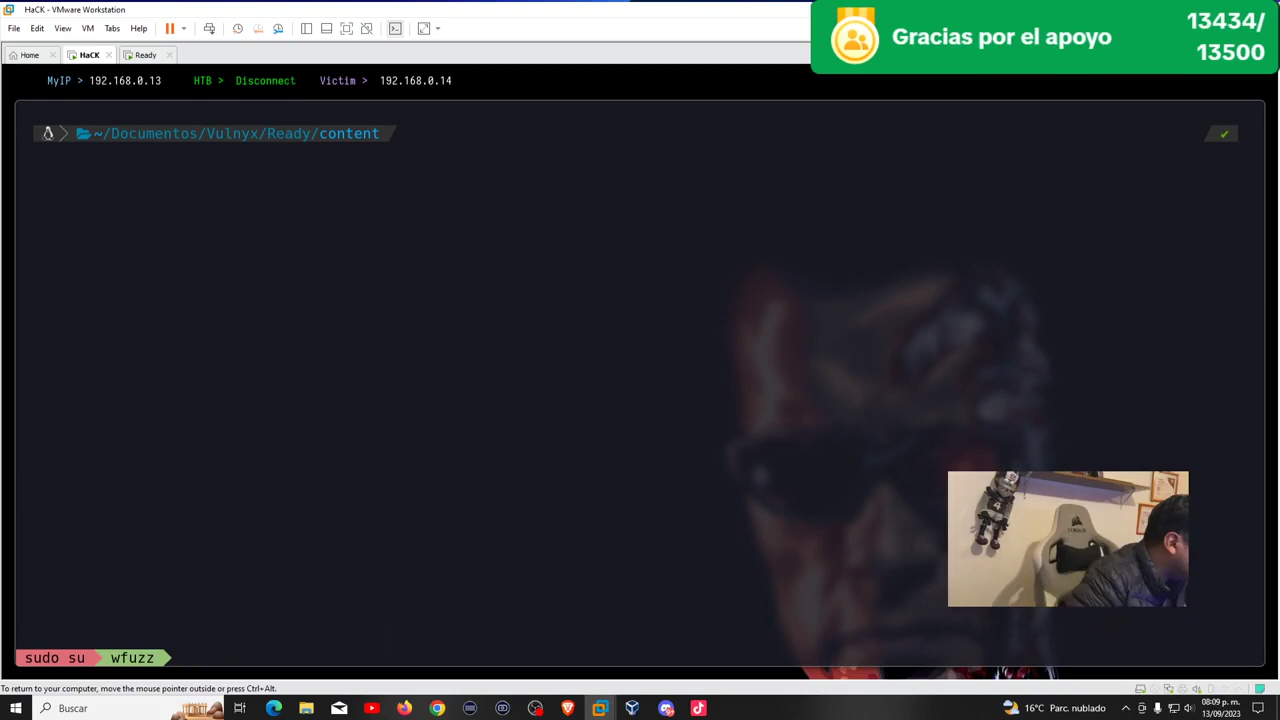 HaCK - VMware Workstation
File Edit View VM Tabs Help
Home HaCK Ready
Gracias por el apoyo
13434/
13500
MyIP > 192.168.0.13 HTB > Disconnect Victim > 192.168.0.14
~/Documentos/Vulnyx/Ready/content
sudo su wfuzz
To return to your computer, move the mouse pointer outside or press Ctrl+Alt.
Buscar
16°C Parc. nublado
08:09 p. m.
13/09/2023